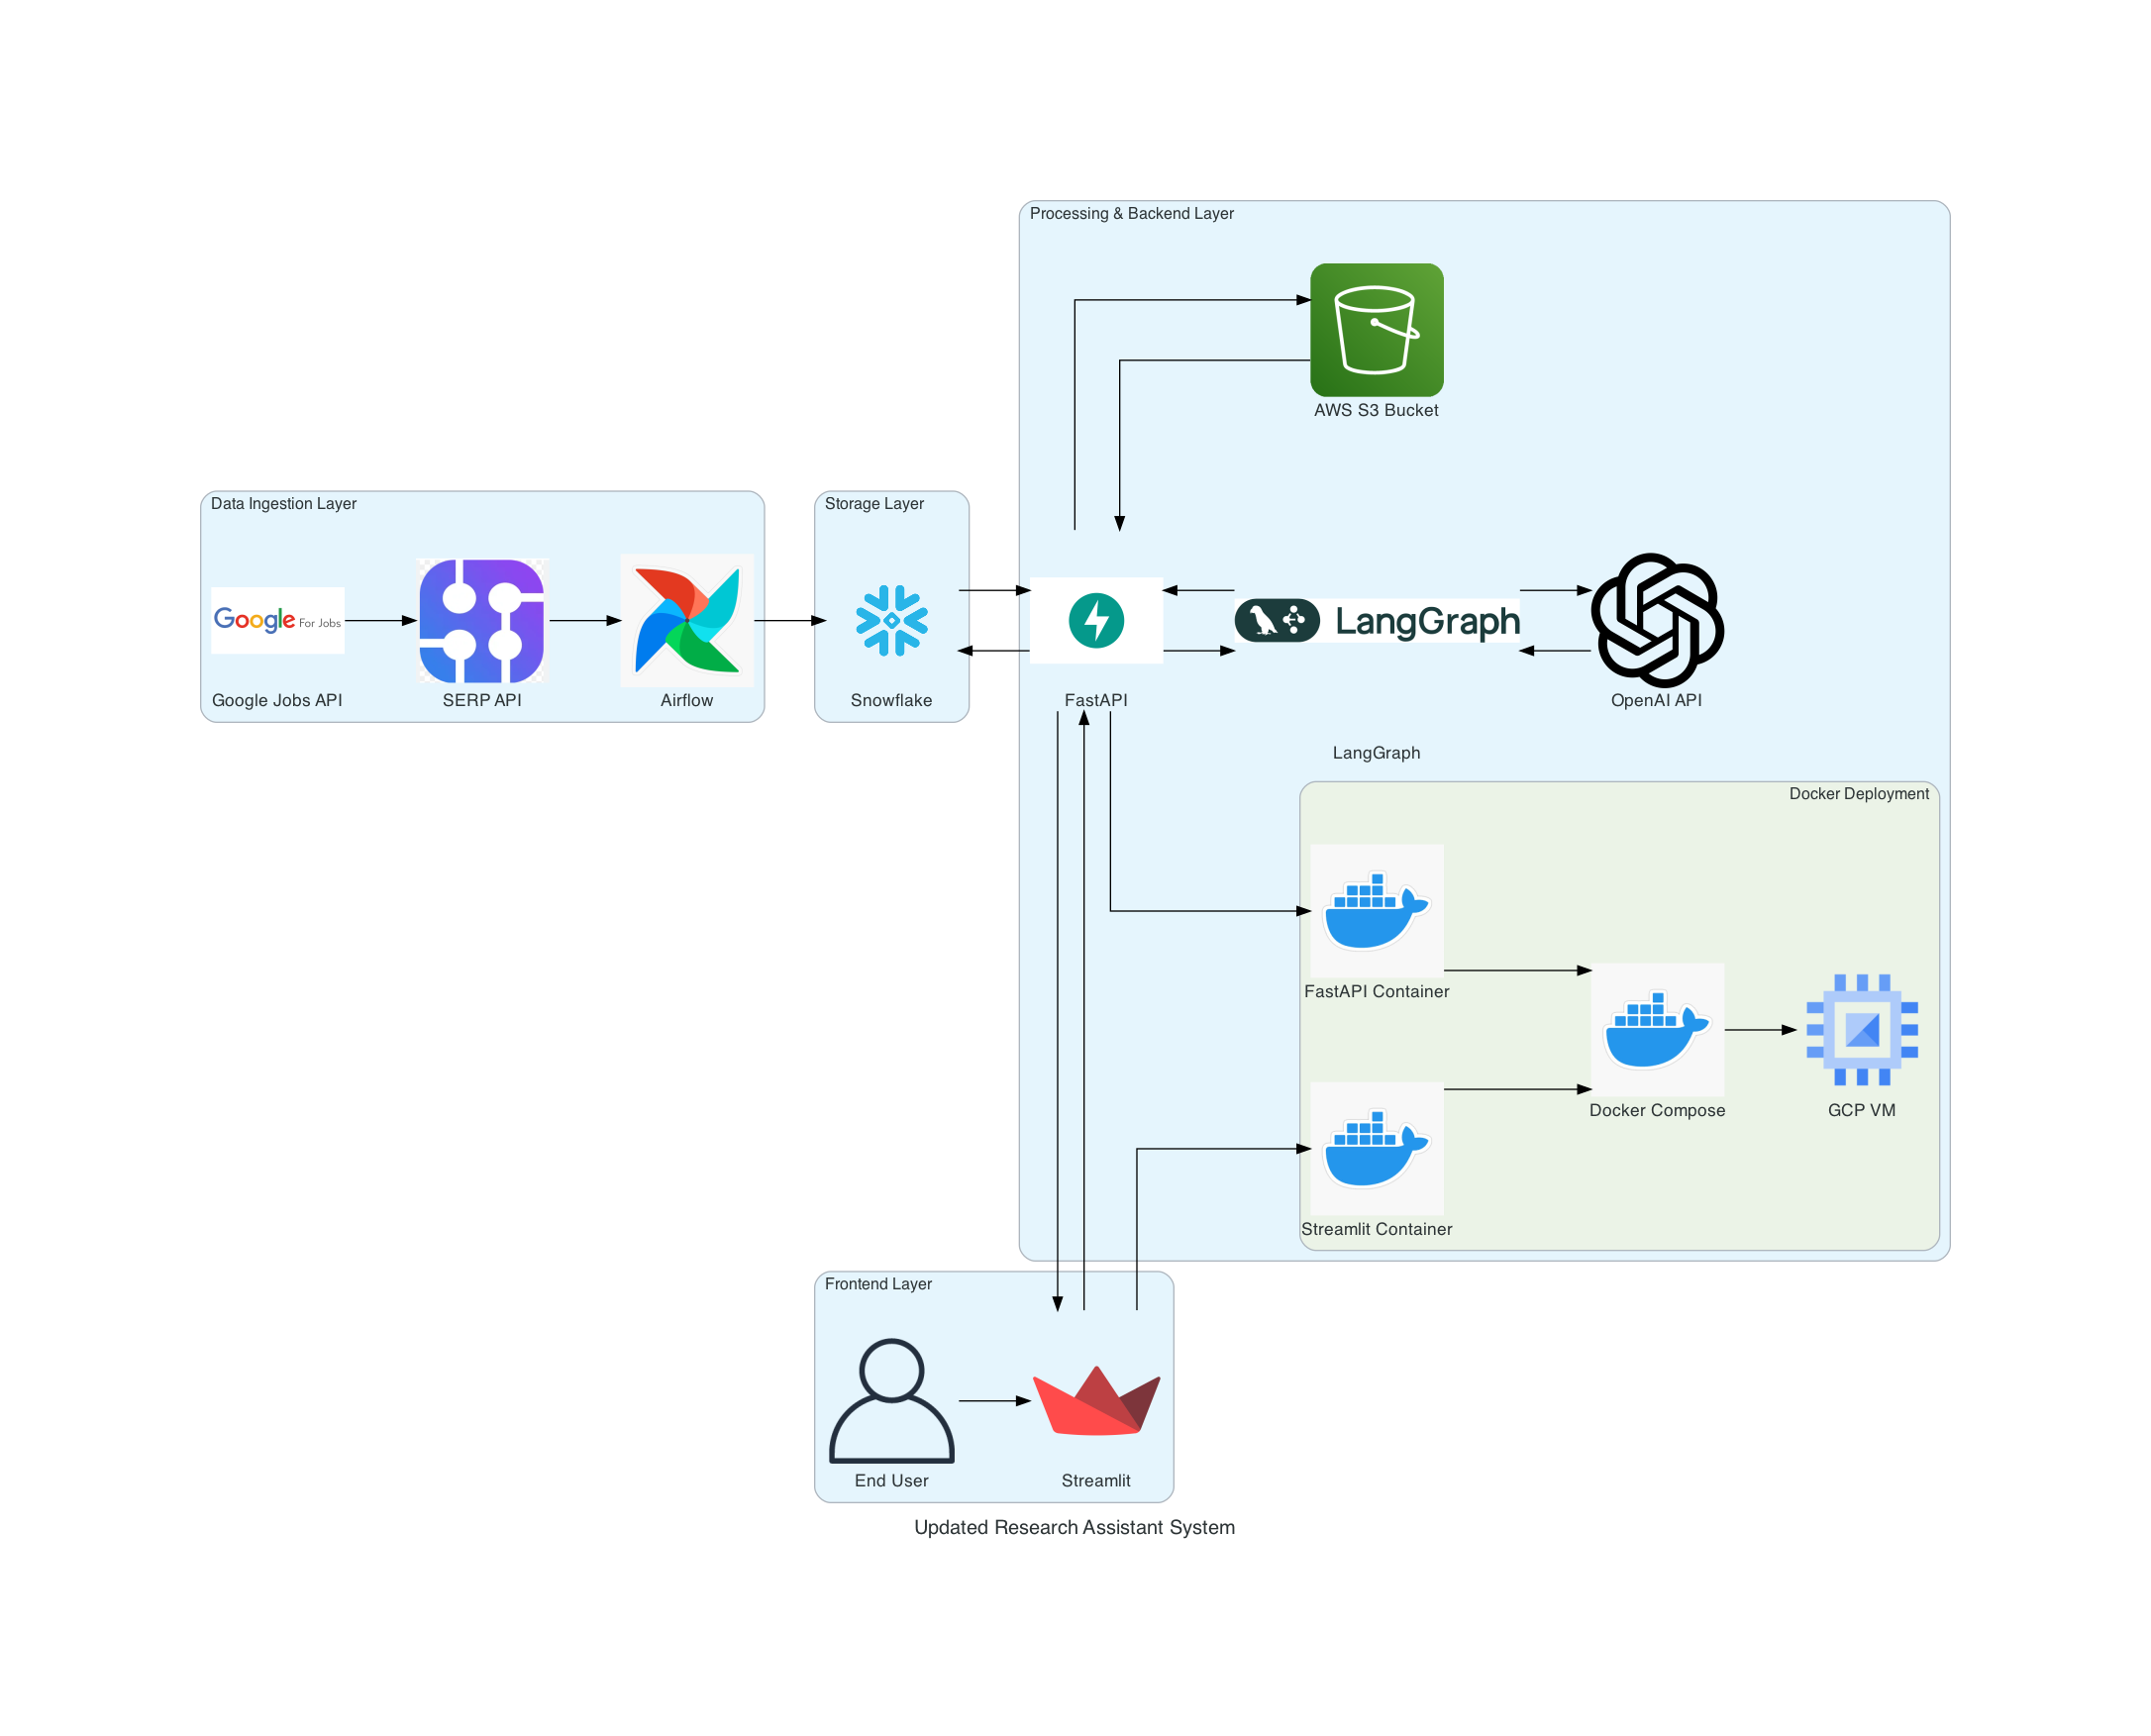 Processing & Backend Layer
AWS S3 Bucket
Data Ingestion Layer
Google For Jobs
Google Jobs API
SERP API
Airflow
Storage Layer
Snowflake
FastAPI
LangGraph
LangGraph
OpenAI API
Docker Deployment
FastAPI Container
Docker Compose
GCP VM
Streamlit Container
Frontend Layer
End User
Streamlit
Updated Research Assistant System